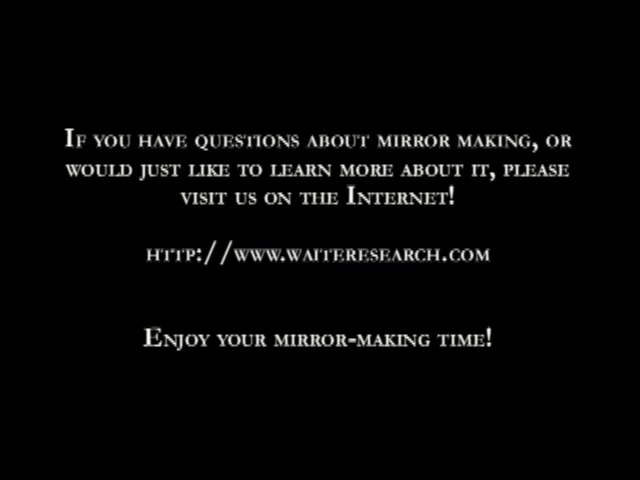 If you have questions about mirror making, or
would just like to learn more about it, please
visit us on the Internet!
http://www.waiteresearch.com
Enjoy your mirror-making time!